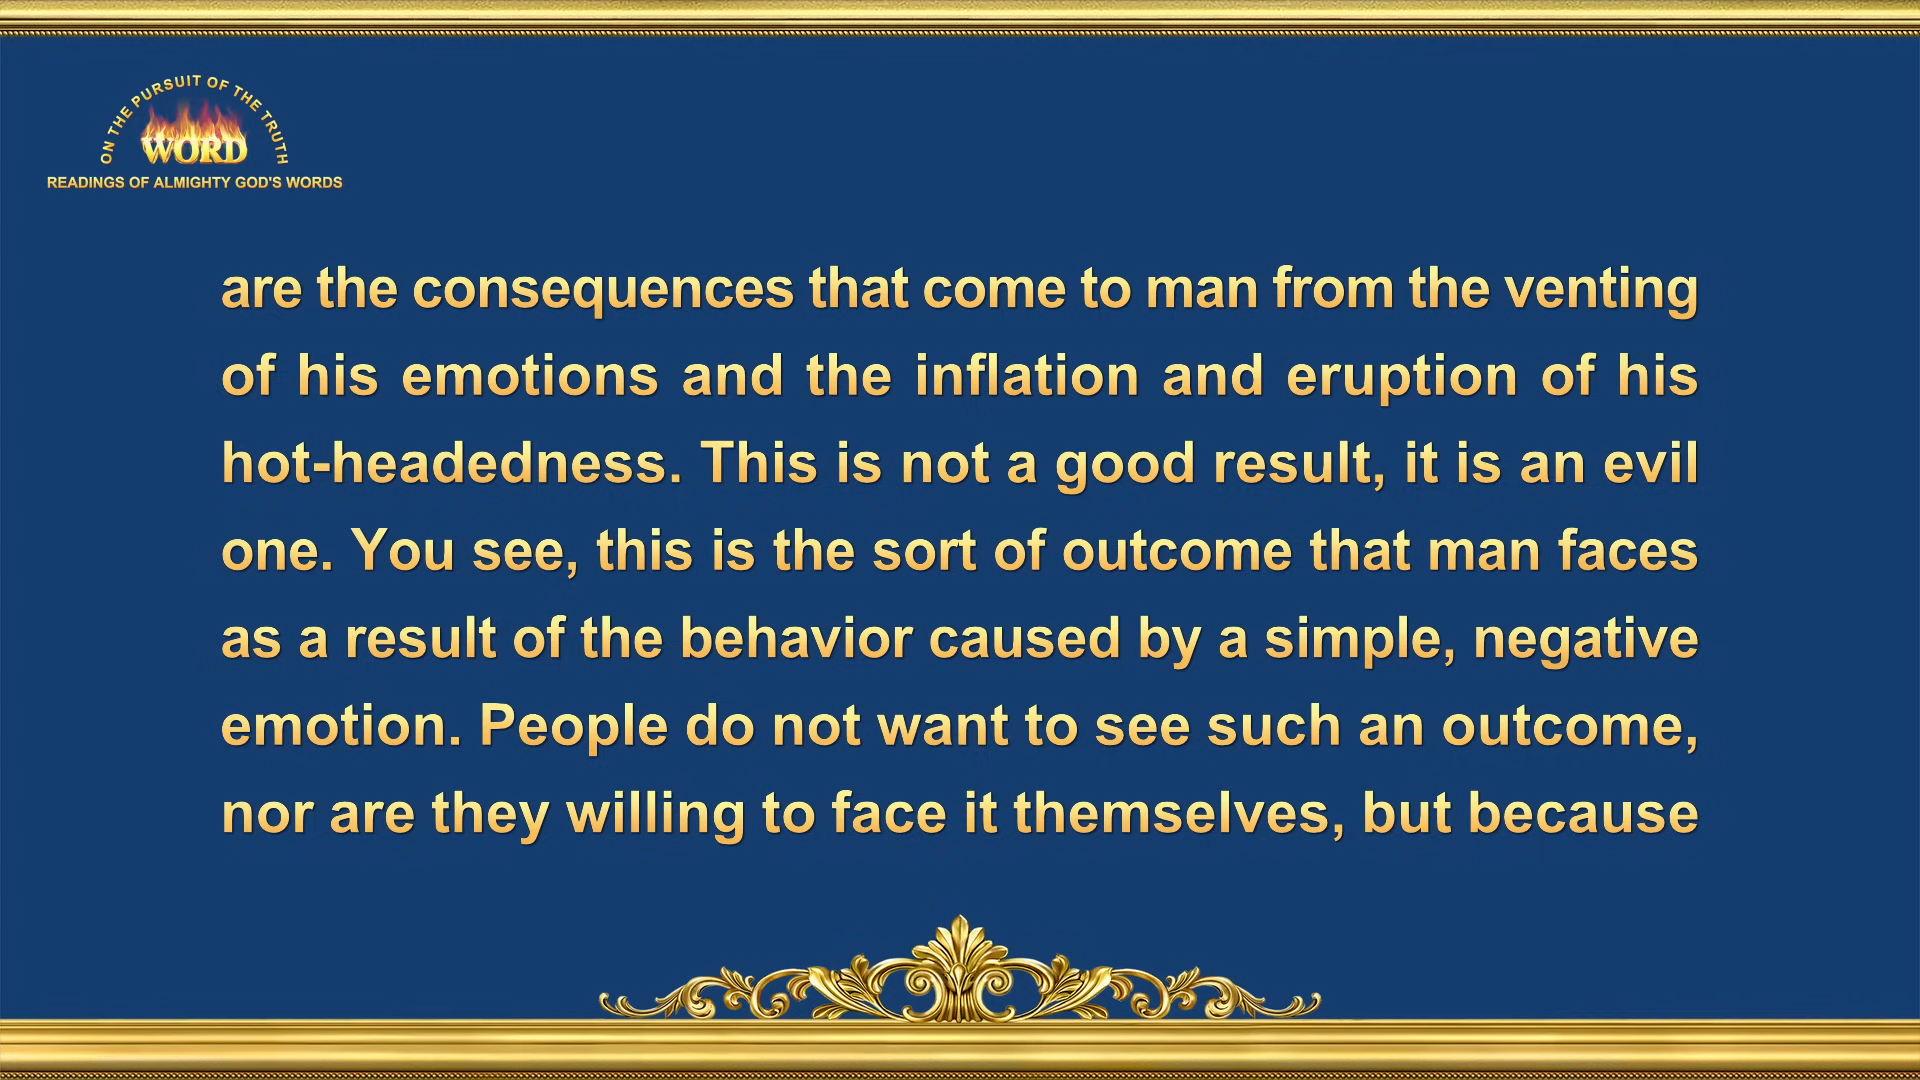 ON THE PURSUIT OF THE TRUTH
WORD
READINGS OF ALMIGHTY GOD'S WORDS
are the consequences that come to man from the venting
of his emotions and the inflation and eruption of his
hot-headedness. This is not a good result, it is an evil
one. You see, this is the sort of outcome that man faces
as a result of the behavior caused by a simple, negative
emotion. People do not want to see such an outcome,
nor are they willing to face it themselves, but because